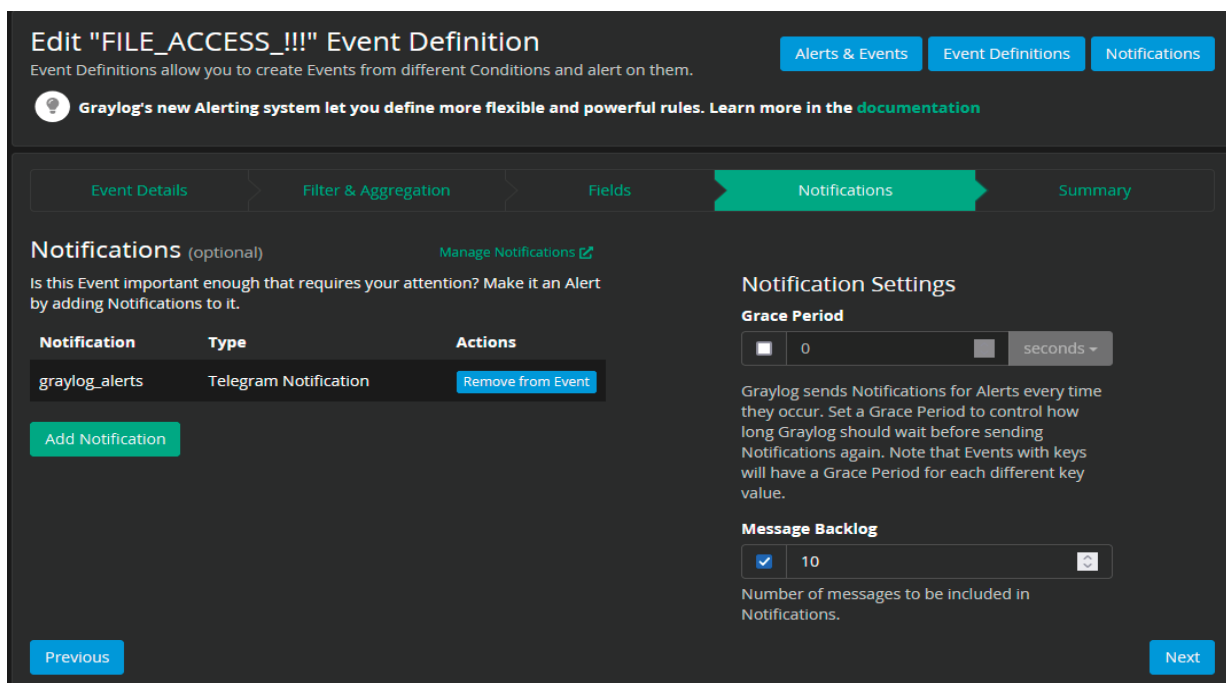 Edit "FILE_ACCESS_!!!" Event Definition
Event Definitions allow you to create Events from different Conditions and alert on them.
Alerts & Events
Event Definitions
Notifications
Graylog's new Alerting system let you define more flexible and powerful rules. Learn more in the documentation
Event Details
Filter & Aggregation
Fields
Notifications
Summary
Notifications (optional)
Manage Notifications
Is this Event important enough that requires your attention? Make it an Alert
by adding Notifications to it.
Notification Type Actions
graylog_alerts Telegram Notification Remove from Event
Add Notification
Notification Settings
Grace Period
0 seconds
Graylog sends Notifications for Alerts every time
they occur. Set a Grace Period to control how
long Graylog should wait before sending
Notifications again. Note that Events with keys
will have a Grace Period for each different key
value.
Message Backlog
10
Number of messages to be included in
Notifications.
Previous
Next